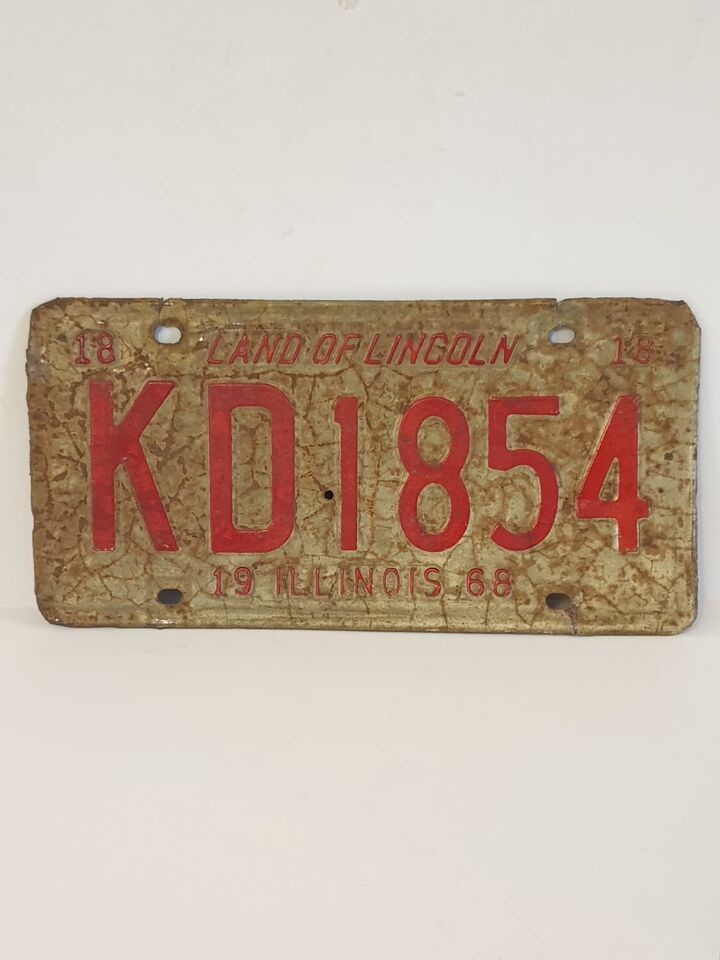 18 LAND OF LINCOLN 18
KD1854
19 ILLINOIS 68